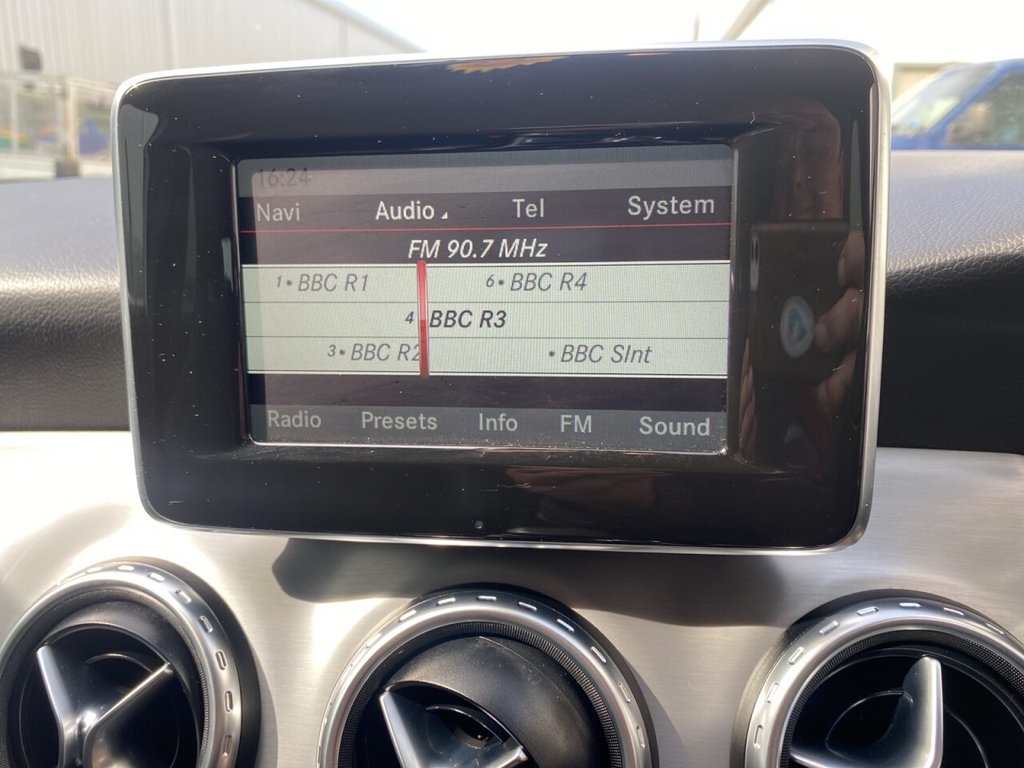 16:24
Navi Audio Tel System
FM 90.7 MHz
1• BBC R1 6• BBC R4
4 BBC R3
3• BBC R2 • BBC SInt
Radio Presets Info FM Sound